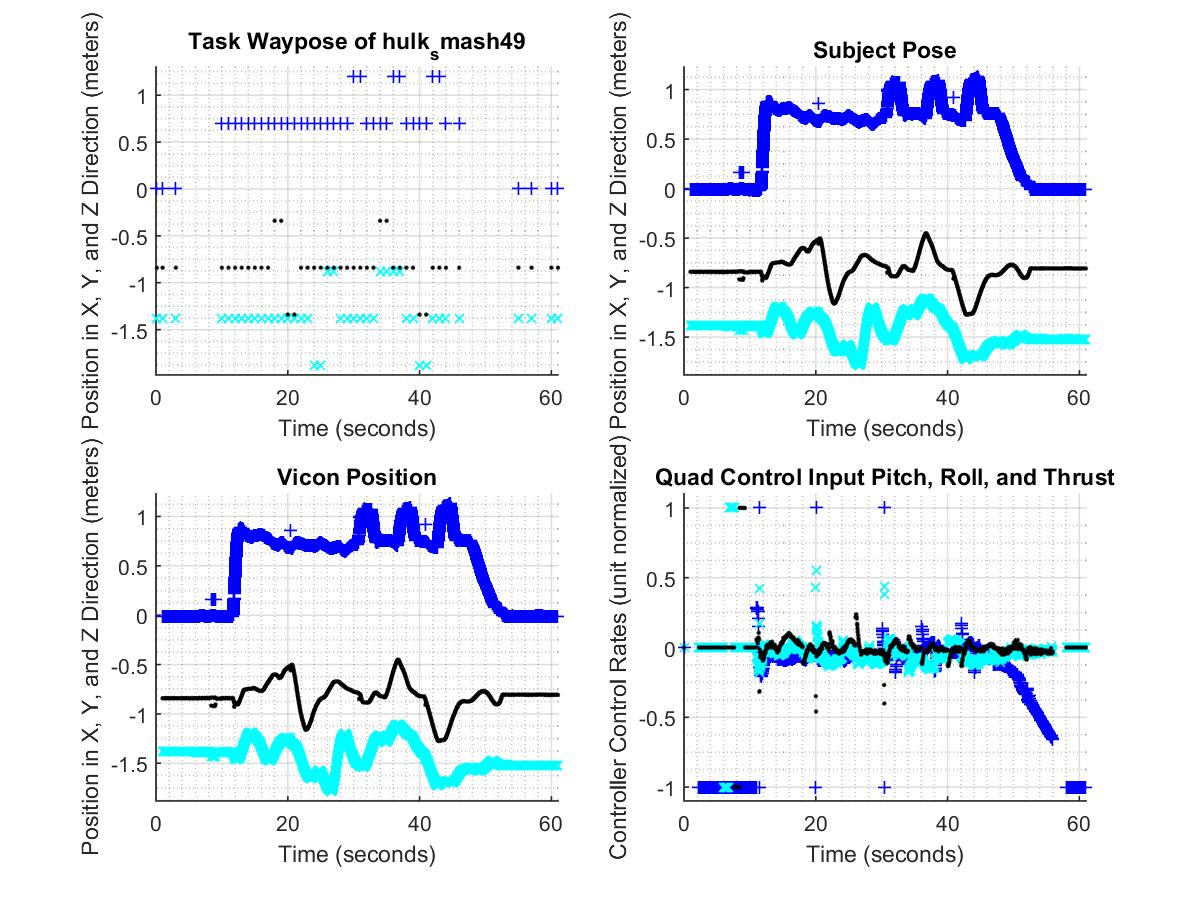 Task Waypose of hulk_smash49
Position in X, Y, and Z Direction (meters)
1
0.5
0
-0.5
-1
-1.5
0 20 40 60
Time (seconds)
Subject Pose
Position in X, Y, and Z Direction (meters)
1
0.5
0
-0.5
-1
-1.5
0 20 40 60
Time (seconds)
Vicon Position
Position in X, Y, and Z Direction (meters)
1
0.5
0
-0.5
-1
-1.5
0 20 40 60
Time (seconds)
Quad Control Input Pitch, Roll, and Thrust
Controller Control Rates (unit normalized)
1
0.5
0
-0.5
-1
0 20 40 60
Time (seconds)